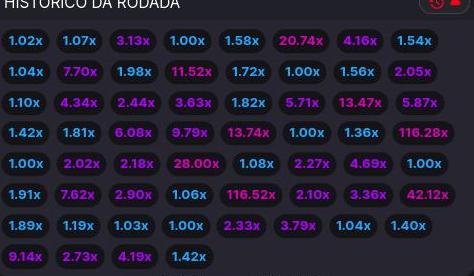 HISTÓRICO DA RODADA
1.02x 1.07x 3.13x 1.00x 1.58x 20.74x 4.16x 1.54x
1.04x 7.70x 1.98x 11.52x 1.72x 1.00x 1.56x 2.05x
1.10x 4.34x 2.44x 3.63x 1.82x 5.71x 13.47x 5.87x
1.42x 1.81x 6.08x 9.79x 13.74x 1.00x 1.36x 116.28x
1.00x 2.02x 2.18x 28.00x 1.08x 2.27x 4.69x 1.00x
1.91x 7.62x 2.90x 1.06x 116.52x 2.10x 3.36x 42.12x
1.89x 1.19x 1.03x 1.00x 2.33x 3.79x 1.04x 1.40x
9.14x 2.73x 4.19x 1.42x